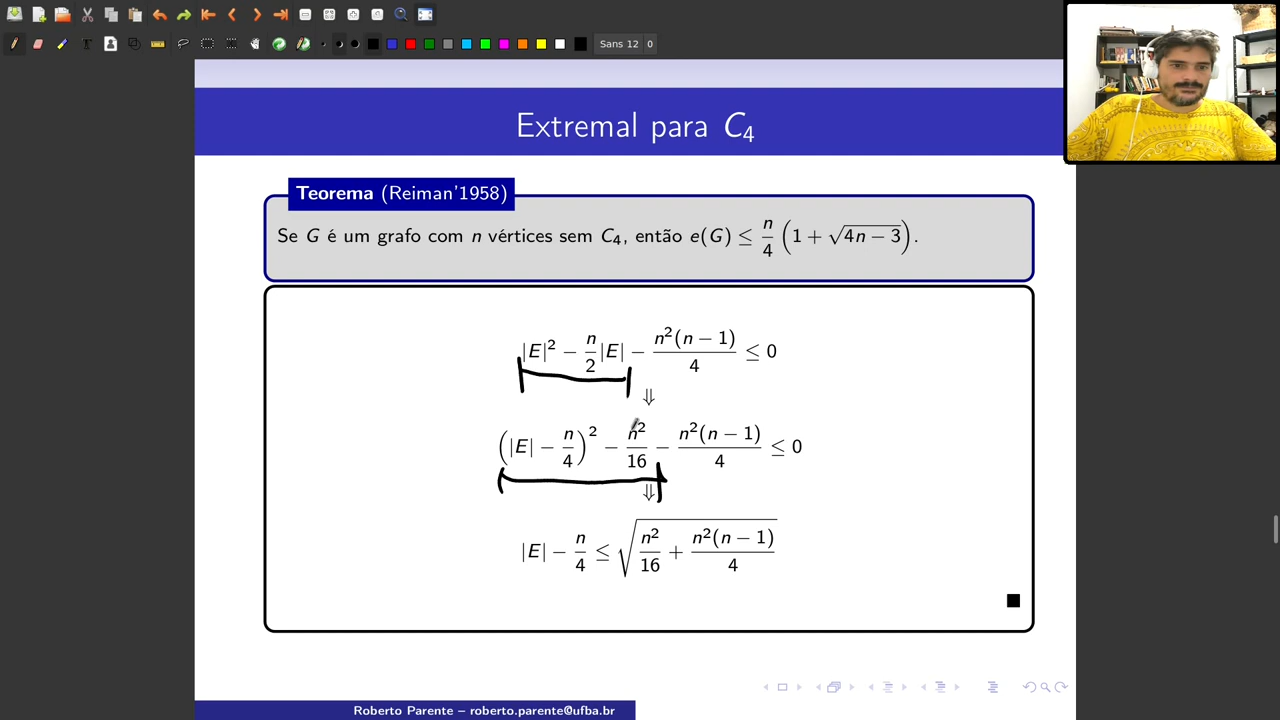 Sans 12 0
Extremal para C₄
Teorema (Reiman'1958)
Se G é um grafo com n vértices sem C₄, então e(G) ≤ n/4 (1 + √(4n − 3)).
|E|² − n/2 |E| − n²(n − 1)/4 ≤ 0
⇓
(|E| − n/4)² − n²/16 − n²(n − 1)/4 ≤ 0
⇓
|E| − n/4 ≤ √(n²/16 + n²(n − 1)/4)
■
Roberto Parente – roberto.parente@ufba.br